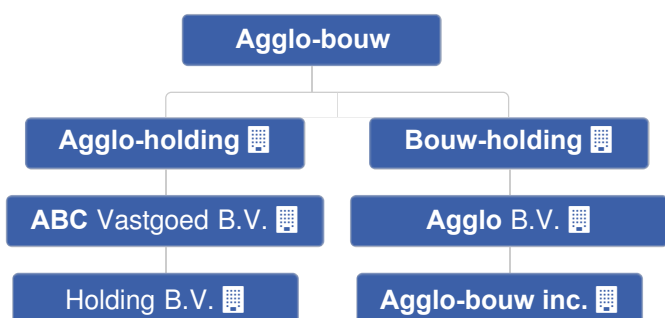 Agglo-bouw
Agglo-holding
Bouw-holding
ABC Vastgoed B.V.
Agglo B.V.
Holding B.V.
Agglo-bouw inc.